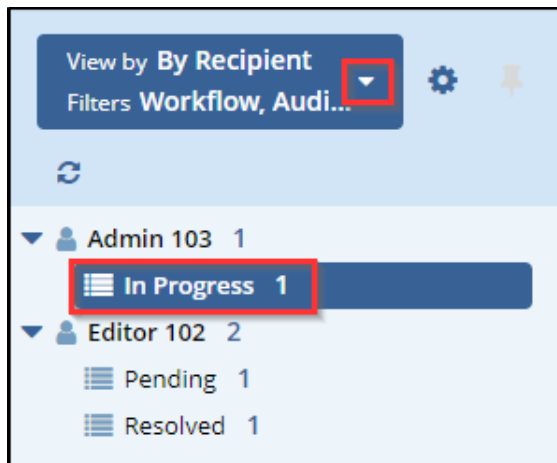 View by By Recipient
Filters Workflow, Audi...
Admin 103 1
In Progress 1
Editor 102 2
Pending 1
Resolved 1